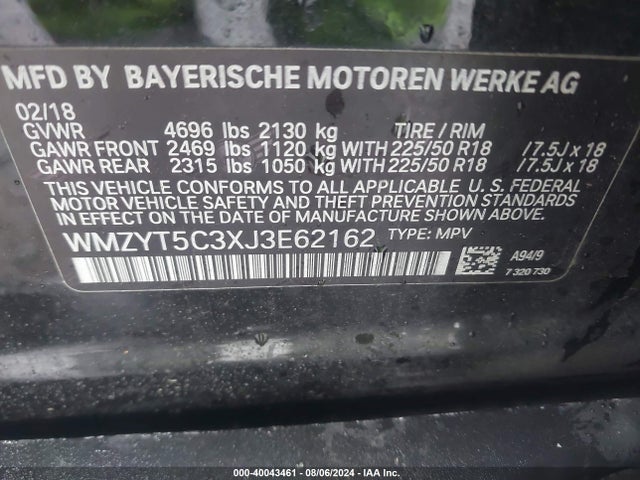 MFD BY BAYERISCHE MOTOREN WERKE AG
02/18
GVWR 4696 lbs 2130 kg TIRE / RIM
GAWR FRONT 2469 lbs 1120 kg WITH 225/50 R18 / 7.5J x 18
GAWR REAR 2315 lbs 1050 kg WITH 225/50 R18 / 7.5J x 18
THIS VEHICLE CONFORMS TO ALL APPLICABLE U. S. FEDERAL
MOTOR VEHICLE SAFETY AND THEFT PREVENTION STANDARDS
IN EFFECT ON THE DATE OF MANUFACTURE SHOWN ABOVE.
WMZYT5C3XJ3E62162 TYPE: MPV
A94/9
7 320 730
000-40043461 - 08/06/2024 - IAA Inc.